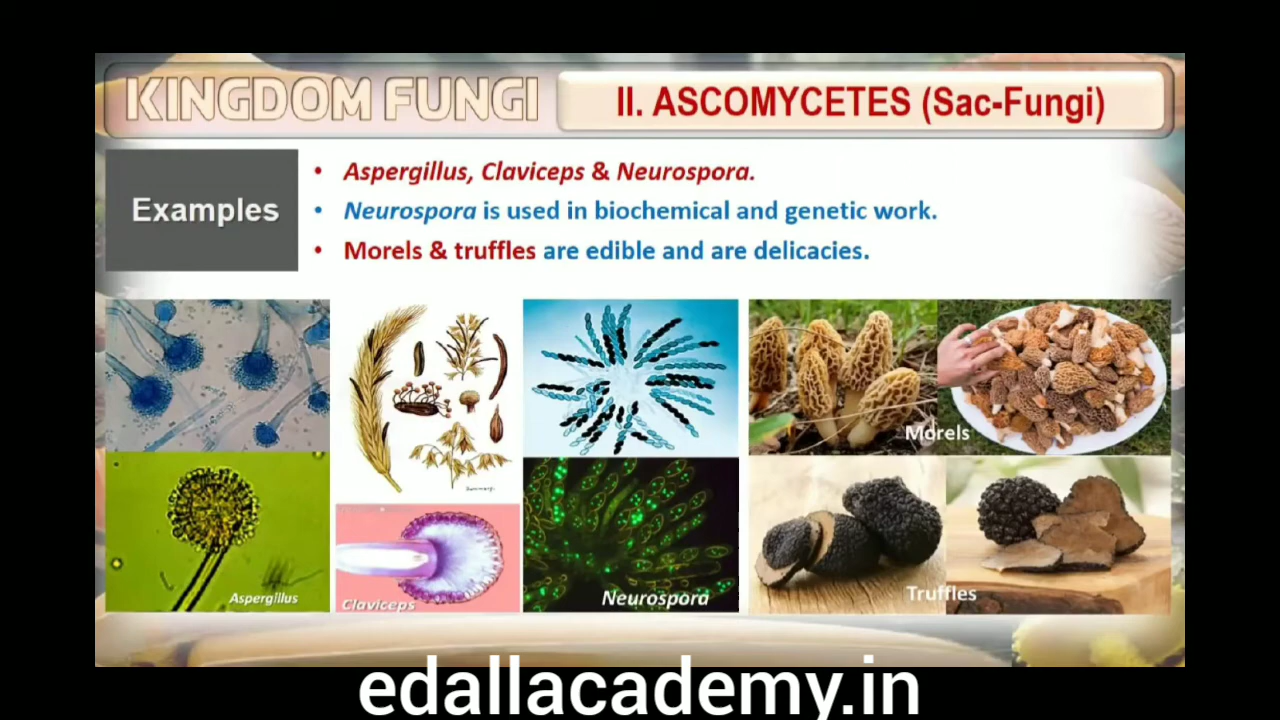 KINGDOM FUNGI
II. ASCOMYCETES (Sac-Fungi)
Examples
• Aspergillus, Claviceps & Neurospora.
• Neurospora is used in biochemical and genetic work.
• Morels & truffles are edible and are delicacies.
Morels
Aspergillus
Claviceps
Neurospora
Truffles
edallacademy.in